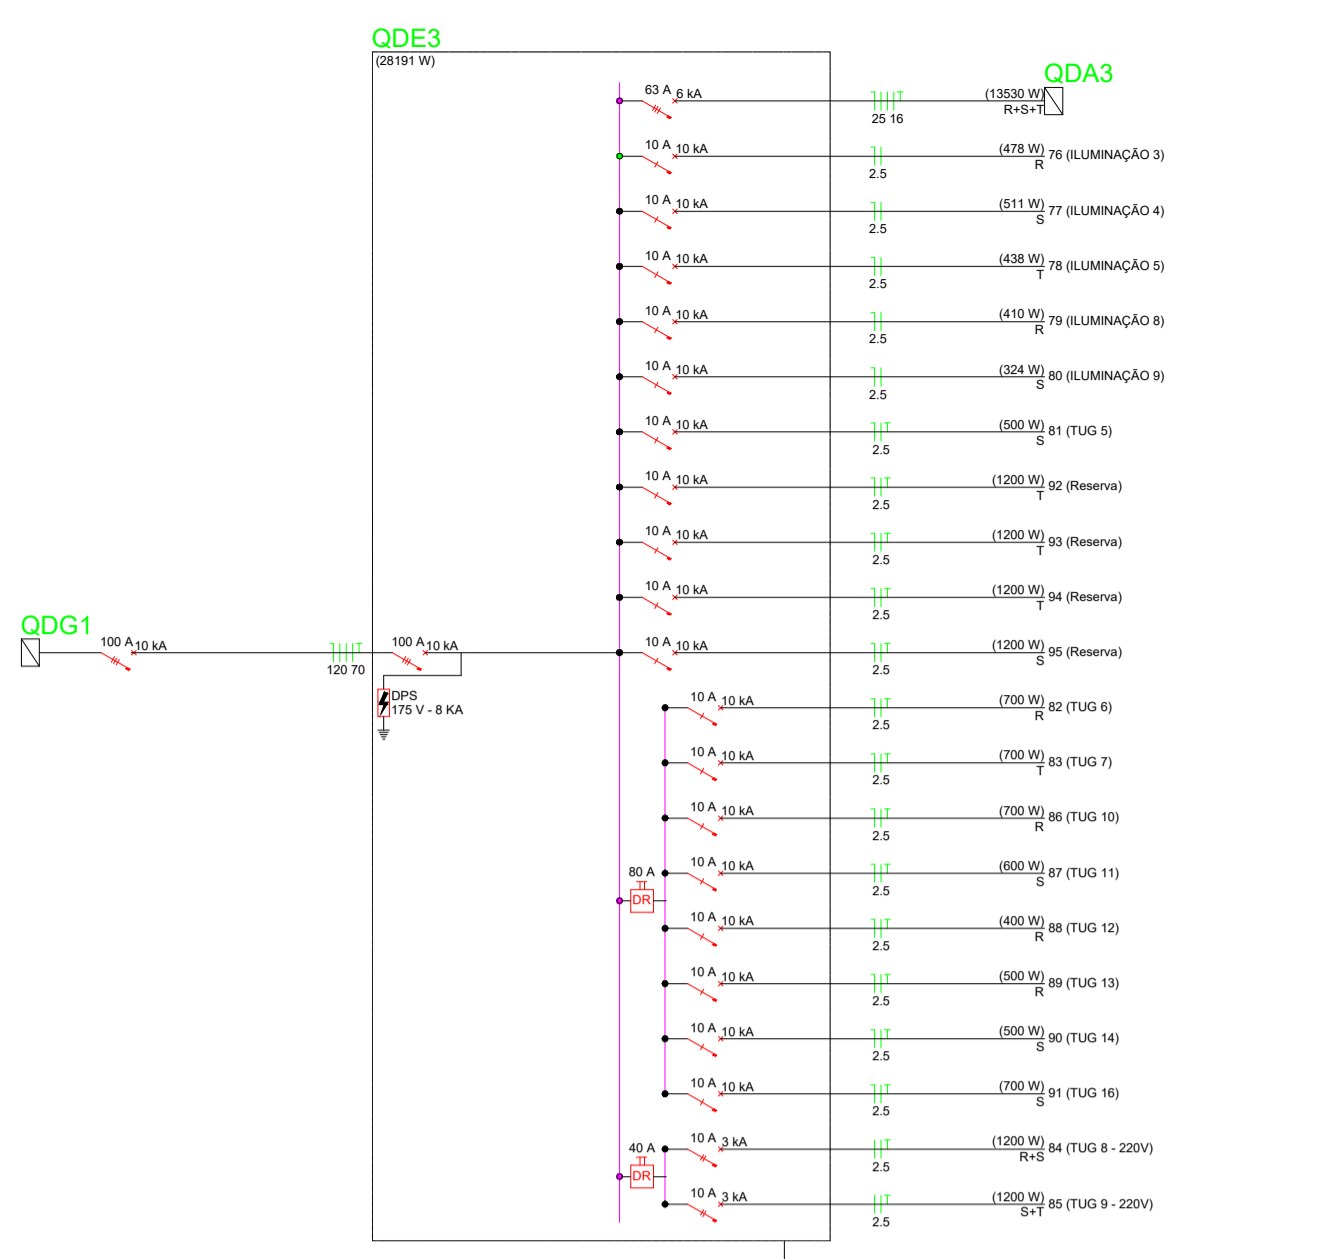 QDE3
(28191 W)
QDA3
63 A 6 kA 25 16 (13530 W) R+S+T
10 A 10 kA 2.5 (478 W) R 76 (ILUMINAÇÃO 3)
10 A 10 kA 2.5 (511 W) S 77 (ILUMINAÇÃO 4)
10 A 10 kA 2.5 (438 W) T 78 (ILUMINAÇÃO 5)
10 A 10 kA 2.5 (410 W) R 79 (ILUMINAÇÃO 8)
10 A 10 kA 2.5 (324 W) S 80 (ILUMINAÇÃO 9)
10 A 10 kA 2.5 (500 W) S 81 (TUG 5)
10 A 10 kA 2.5 (1200 W) T 92 (Reserva)
10 A 10 kA 2.5 (1200 W) T 93 (Reserva)
10 A 10 kA 2.5 (1200 W) T 94 (Reserva)
QDG1
100 A 10 kA 120 70 100 A 10 kA
10 A 10 kA 2.5 (1200 W) S 95 (Reserva)
DPS
175 V - 8 KA
10 A 10 kA 2.5 (700 W) R 82 (TUG 6)
10 A 10 kA 2.5 (700 W) T 83 (TUG 7)
10 A 10 kA 2.5 (700 W) R 86 (TUG 10)
10 A 10 kA 2.5 (600 W) S 87 (TUG 11)
80 A
DR
10 A 10 kA 2.5 (400 W) R 88 (TUG 12)
10 A 10 kA 2.5 (500 W) R 89 (TUG 13)
10 A 10 kA 2.5 (500 W) S 90 (TUG 14)
10 A 10 kA 2.5 (700 W) S 91 (TUG 16)
40 A
DR
10 A 3 kA 2.5 (1200 W) R+S 84 (TUG 8 - 220V)
10 A 3 kA 2.5 (1200 W) S+T 85 (TUG 9 - 220V)